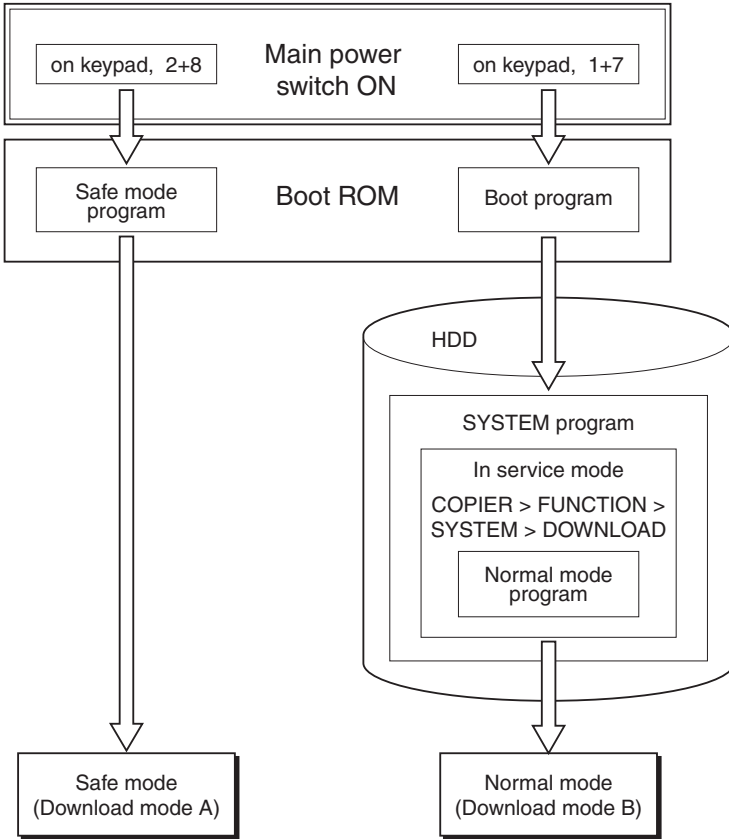 on keypad, 2+8
Main power
switch ON
on keypad, 1+7
Safe mode
program
Boot ROM
Boot program
HDD
SYSTEM program
In service mode
COPIER > FUNCTION >
SYSTEM > DOWNLOAD
Normal mode
program
Safe mode
(Download mode A)
Normal mode
(Download mode B)